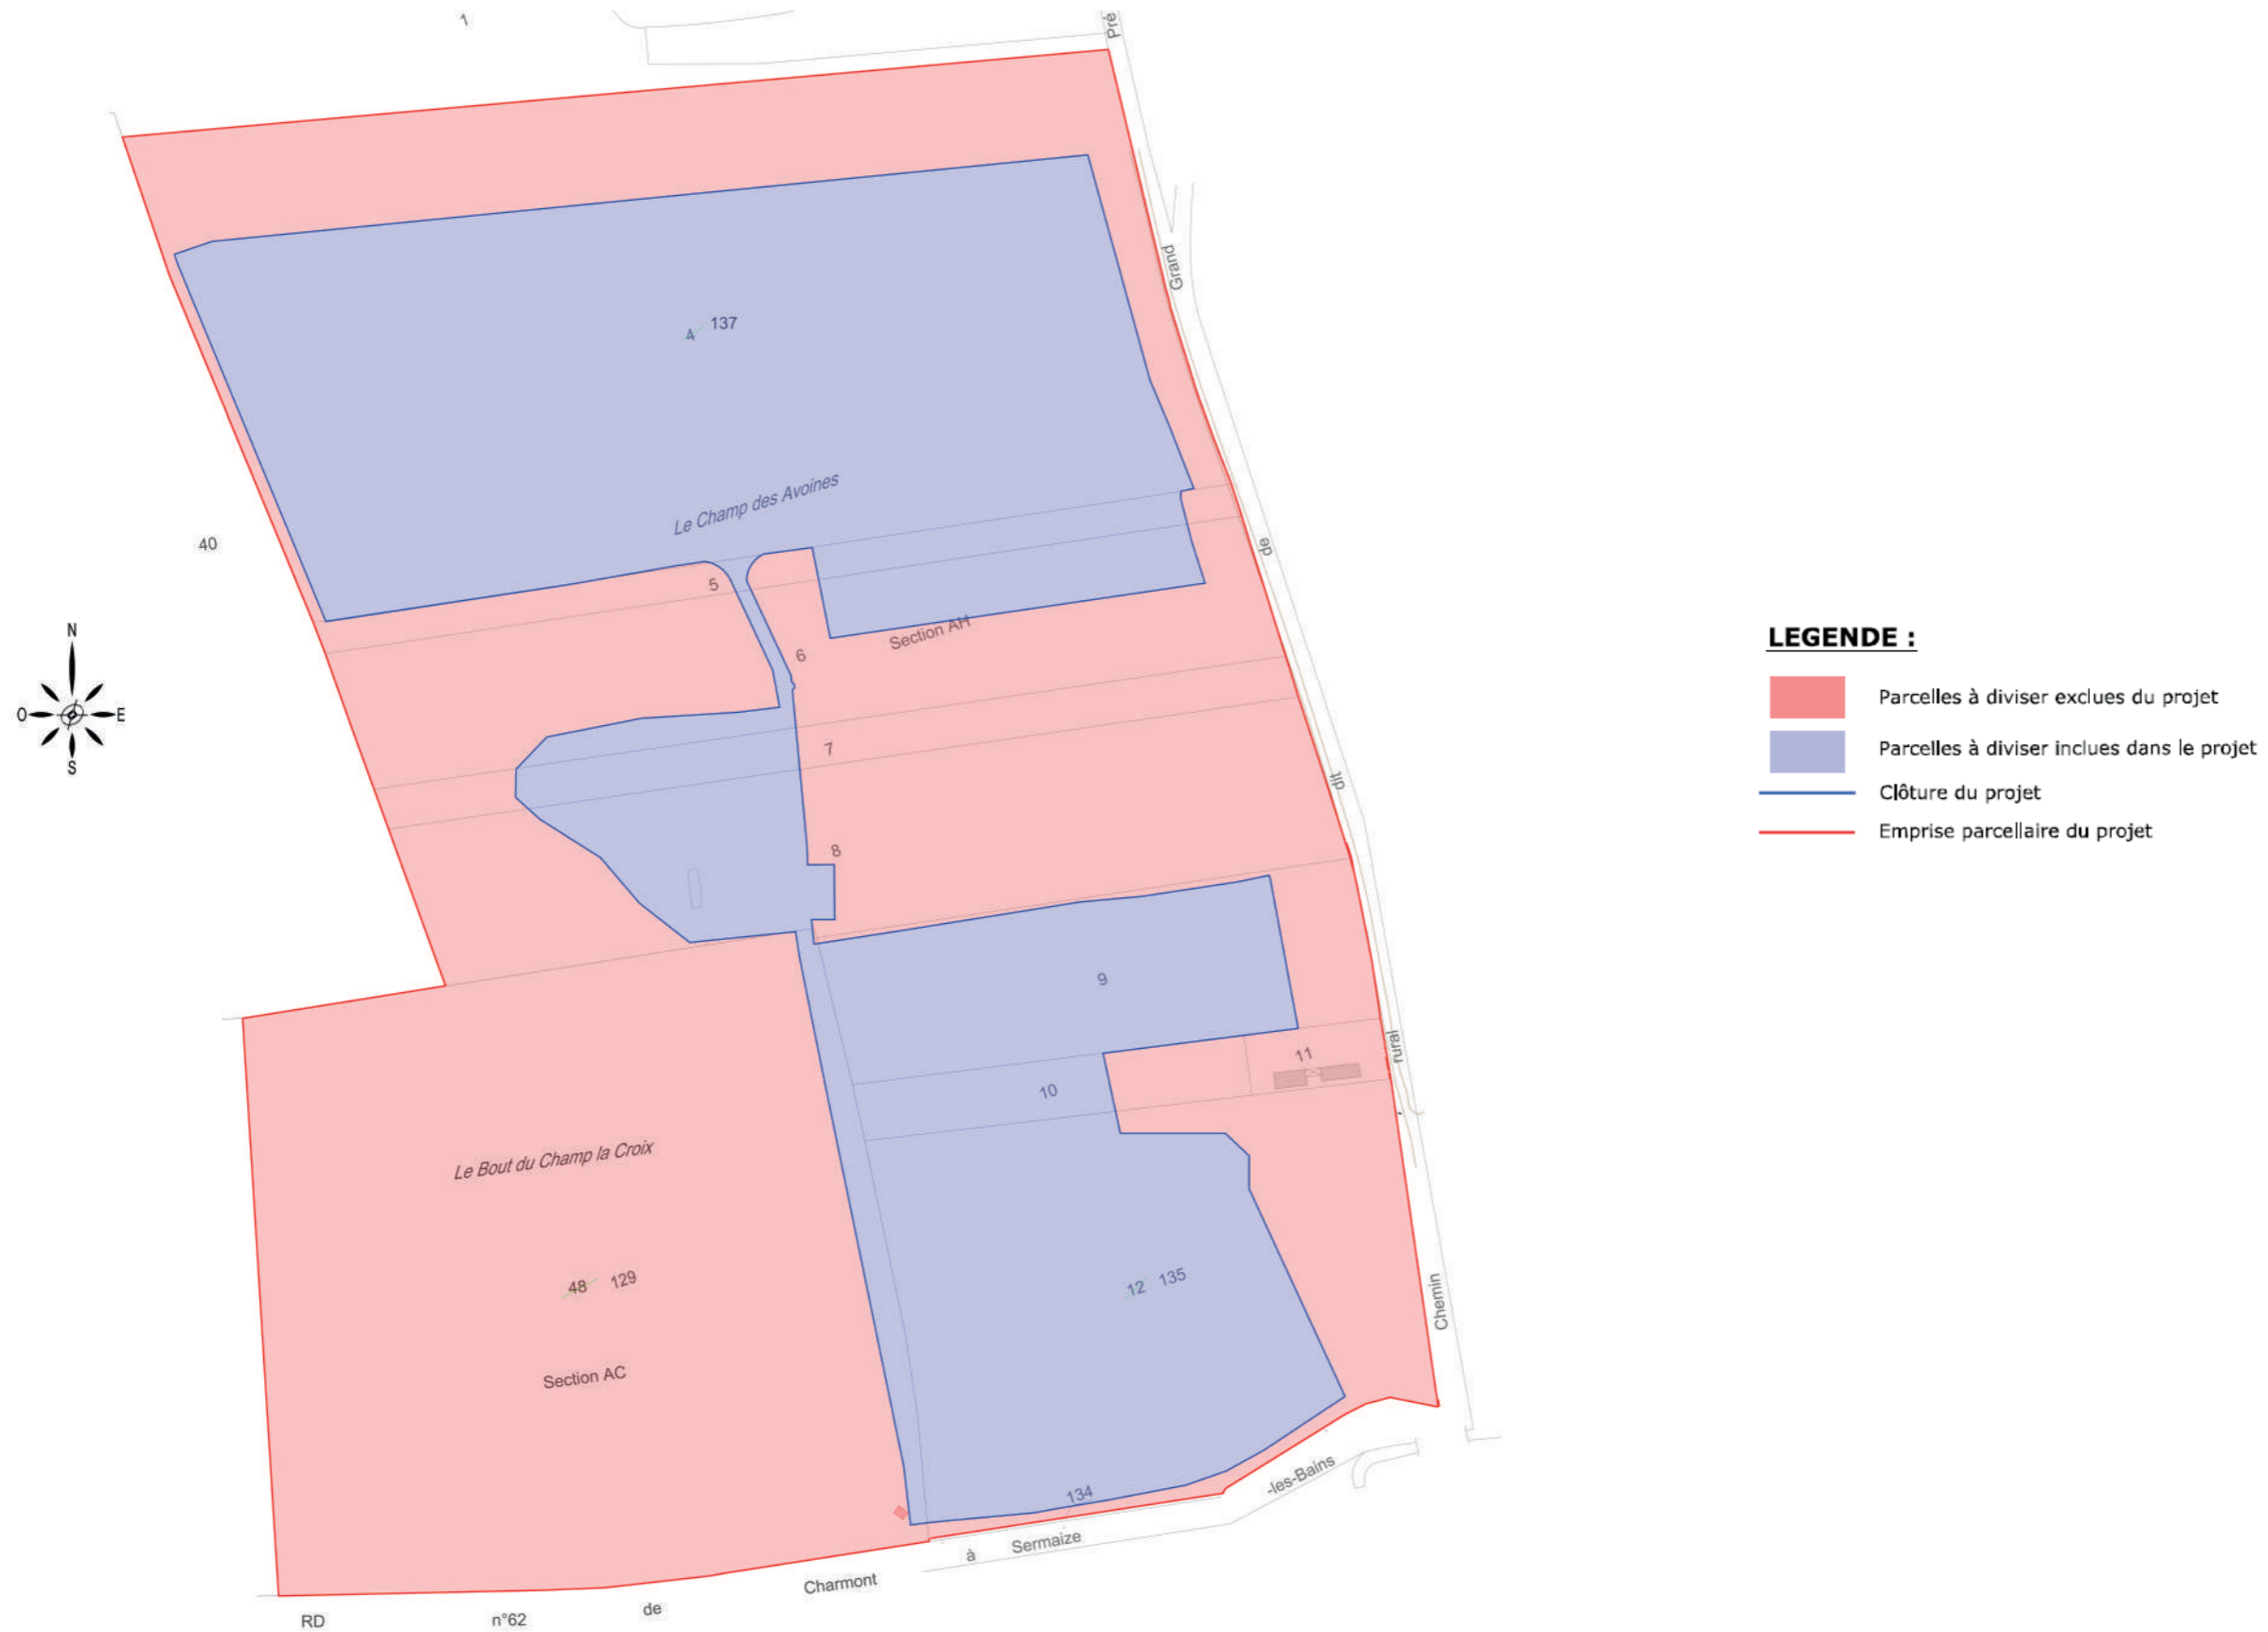 1
Pré
Grand
4 137
Le Champ des Avoines
40
de
5
Section AH
6
7
dit
8
9
rural
11
10
Le Bout du Champ la Croix
48 129
12 135
Chemin
Section AC
134
-les-Bains
Sermaize
à
Charmont
de
n°62
RD
N
O
E
S
LEGENDE :
Parcelles à diviser exclues du projet
Parcelles à diviser inclues dans le projet
Clôture du projet
Emprise parcellaire du projet